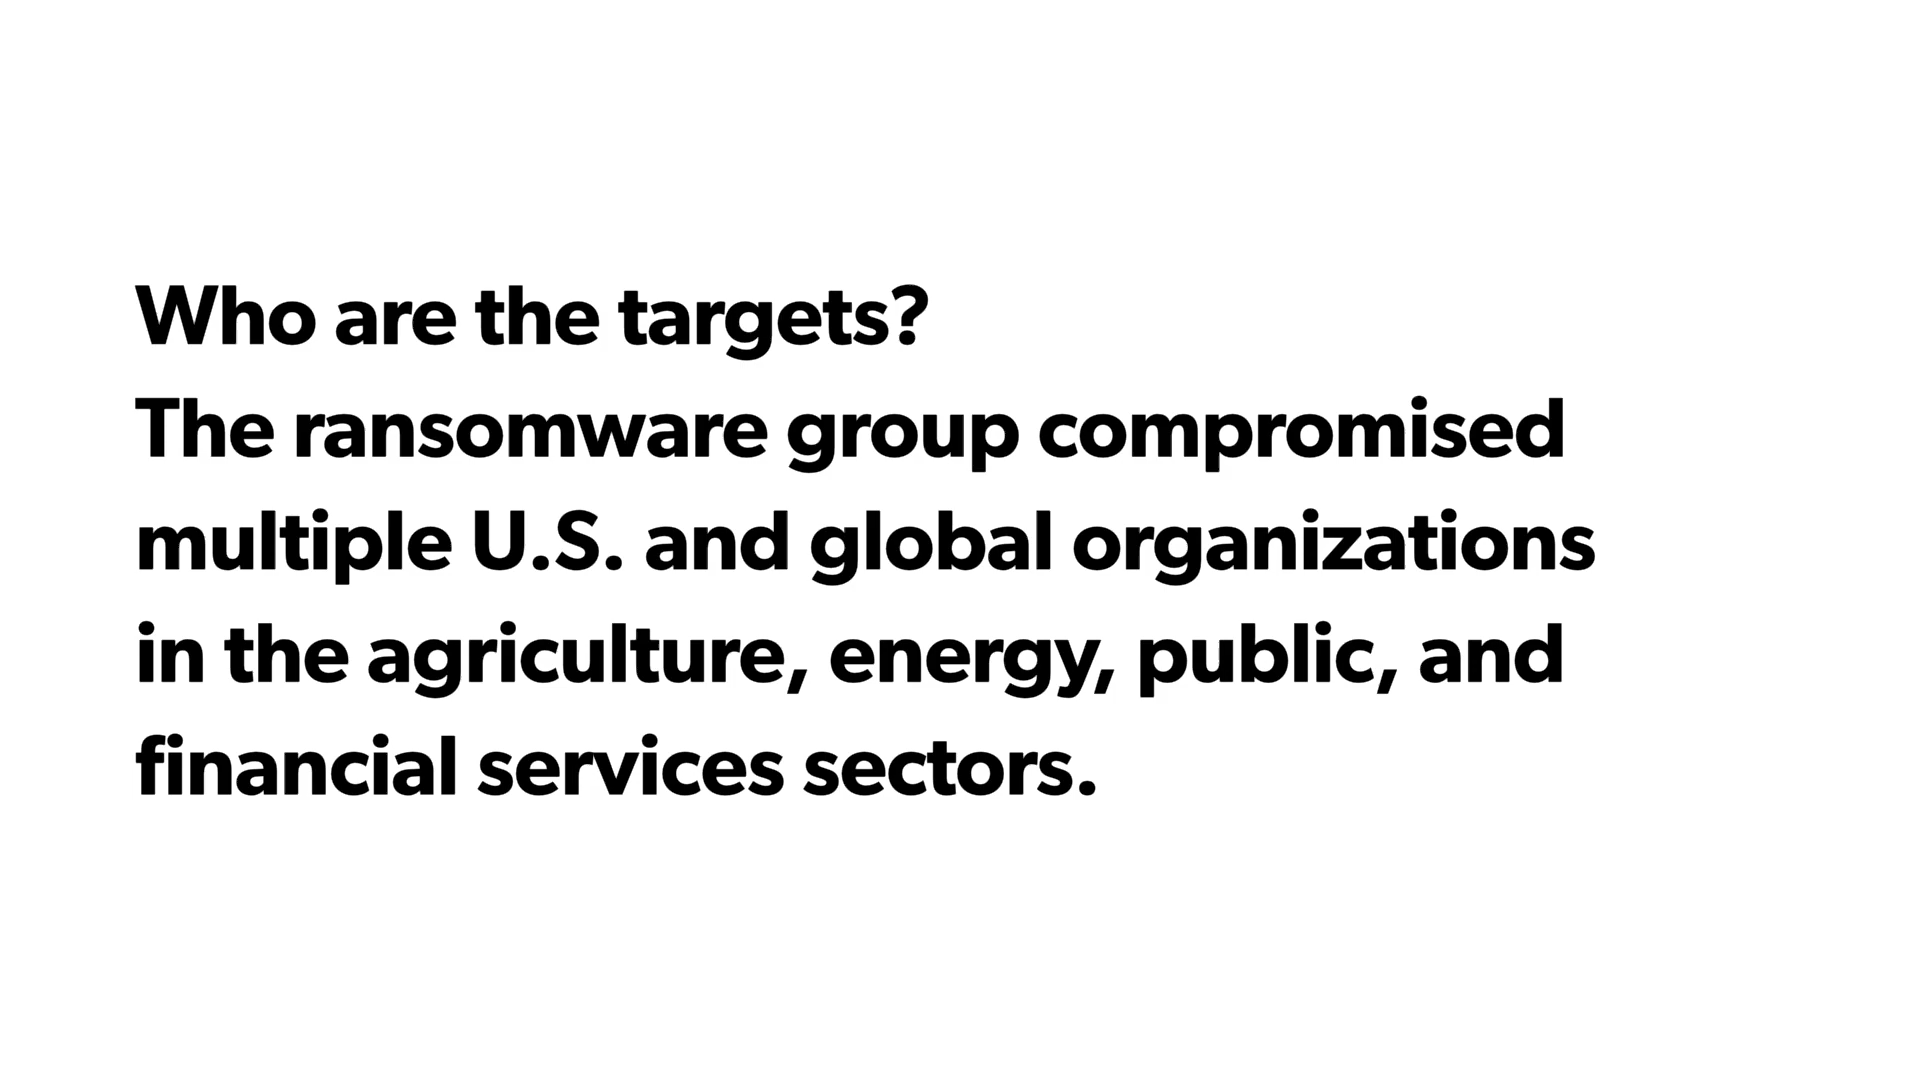 Who are the targets?
The ransomware group compromised
multiple U.S. and global organizations
in the agriculture, energy, public, and
financial services sectors.